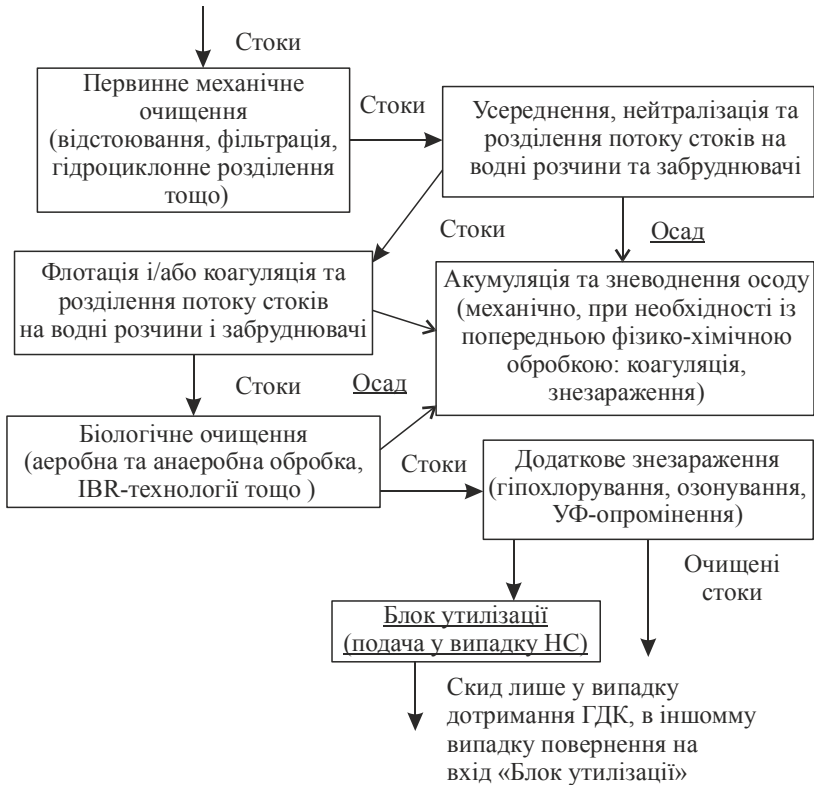 Стоки
Первинне механічне
очищення
(відстоювання, фільтрація,
гідроциклонне розділення
тощо)
Стоки
Усереднення, нейтралізація та
розділення потоку стоків на
водні розчини та забруднювачі
Стоки
Осад
Флотація і/або коагуляція та
розділення потоку стоків
на водні розчини і забруднювачі
Акумуляція та зневоднення осоду
(механічно, при необхідності із
попередньою фізико-хімічною
обробкою: коагуляція,
знезараження)
Стоки
Осад
Біологічне очищення
(аеробна та анаеробна обробка,
IBR-технології тощо )
Стоки
Додаткове знезараження
(гіпохлорування, озонування,
УФ-опромінення)
Очищені
стоки
Блок утилізації
(подача у випадку НС)
Скид лише у випадку
дотримання ГДК, в іншомму
випадку повернення на
вхід «Блок утилізації»